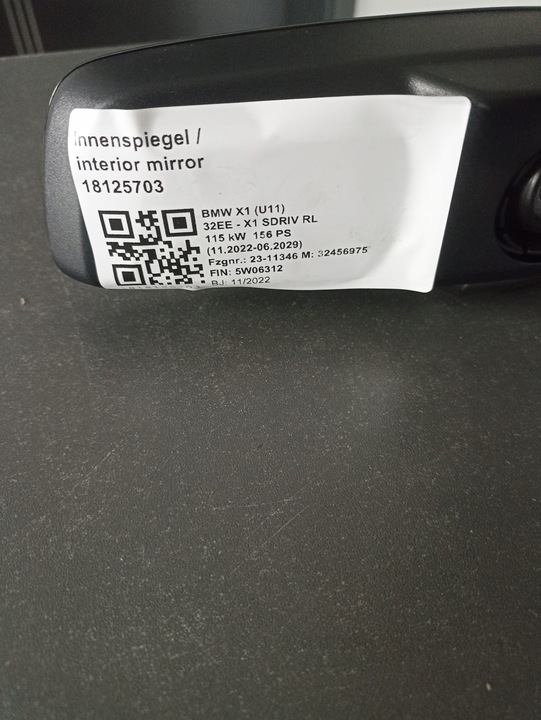 Innenspiegel /
interior mirror
18125703
BMW X1 (U11)
32EE - X1 SDRIV RL
115 kW 156 PS
(11.2022-06.2029)
Fzgnr.: 23-11346 M: 32456975
FIN: 5W06312
BJ: 11/2022